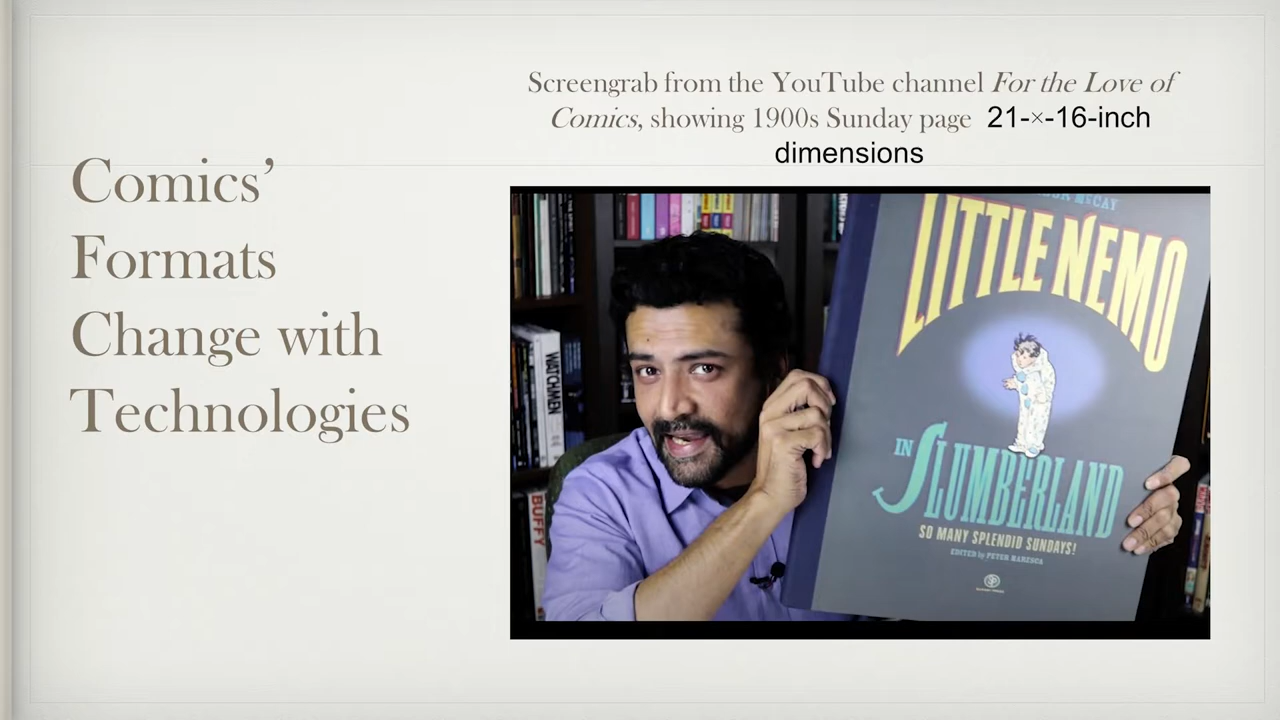 Screengrab from the YouTube channel For the Love of
Comics, showing 1900s Sunday page 21-×-16-inch
dimensions
Comics’
Formats
Change with
Technologies
McCAY
LITTLE NEMO
IN SLUMBERLAND
SO MANY SPLENDID SUNDAYS!
EDITED by PETER MARESCA
WATCHMEN
BUFFY